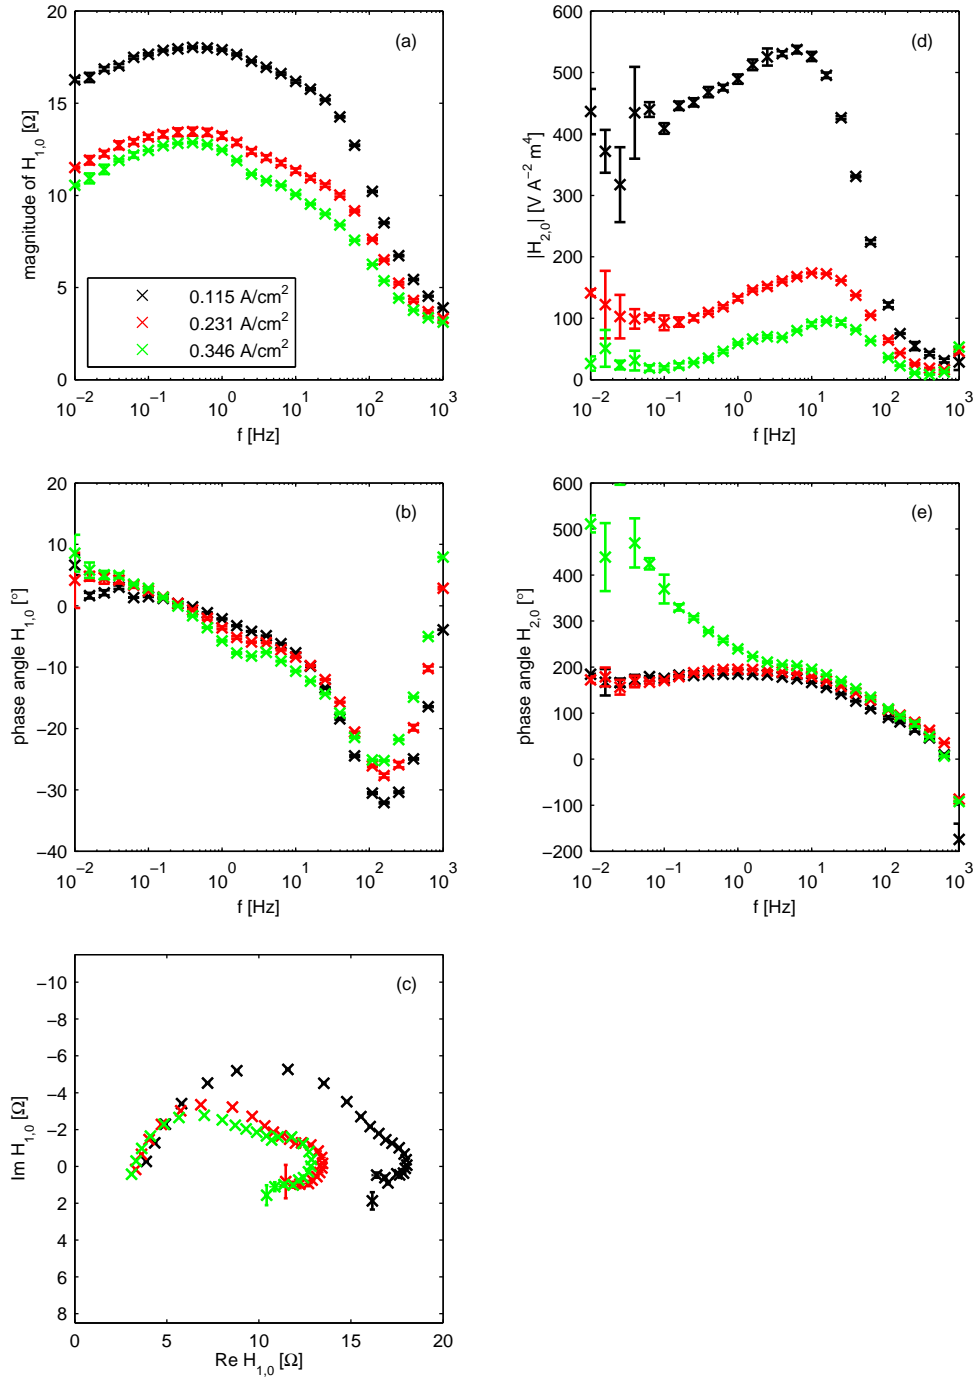 (a)
magnitude of H1,0 [Ω]
20
15
10
5
0
0.115 A/cm²
0.231 A/cm²
0.346 A/cm²
10⁻² 10⁻¹ 10⁰ 10¹ 10² 10³
f [Hz]
(d)
|H2,0| [V A⁻² m⁴]
600
500
400
300
200
100
0
10⁻² 10⁻¹ 10⁰ 10¹ 10² 10³
f [Hz]
(b)
phase angle H1,0 [°]
20
10
0
−10
−20
−30
−40
10⁻² 10⁻¹ 10⁰ 10¹ 10² 10³
f [Hz]
(e)
phase angle H2,0 [°]
600
500
400
300
200
100
0
−100
−200
10⁻² 10⁻¹ 10⁰ 10¹ 10² 10³
f [Hz]
(c)
Im H1,0 [Ω]
−10
−8
−6
−4
−2
0
2
4
6
8
0 5 10 15 20
Re H1,0 [Ω]